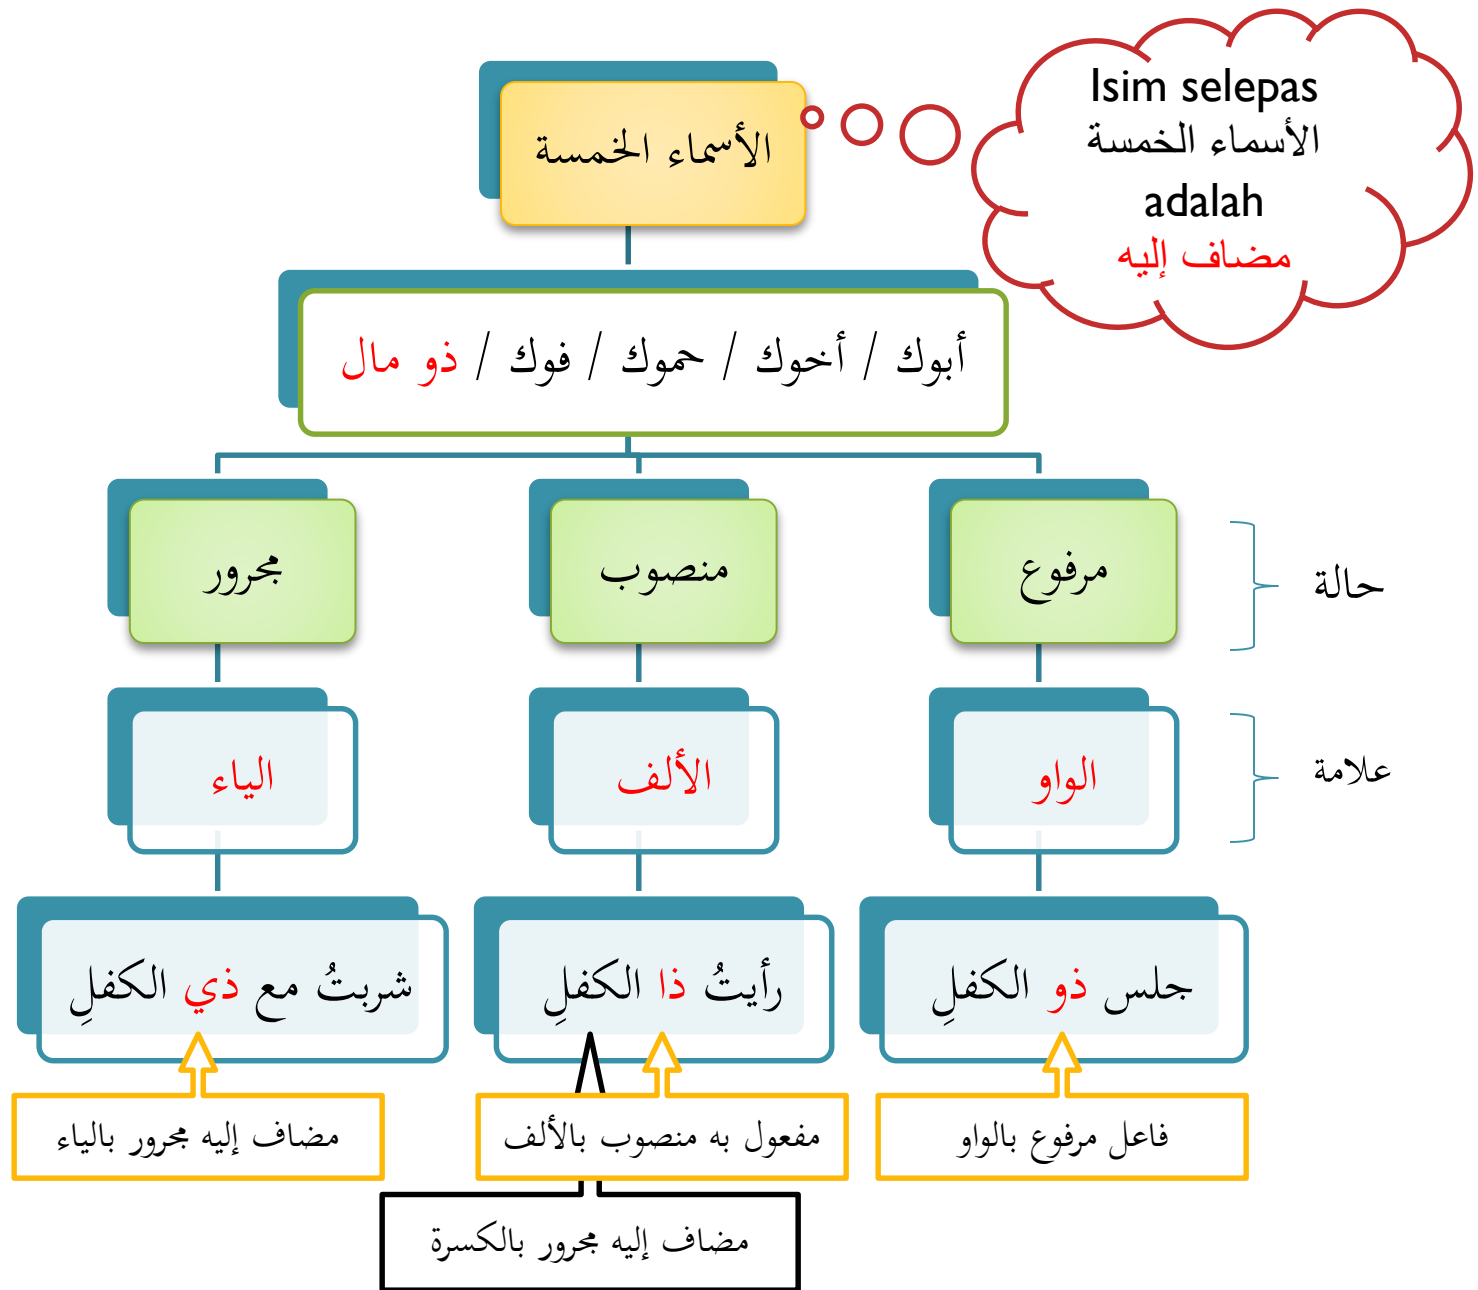 الأسماء الخمسة
Isim selepas
الأسماء الخمسة
adalah
مضاف إليه
أبوك / أخوك / حموك / فوك / ذو مال
حالة
مرفوع
منصوب
مجرور
علامة
الواو
الألف
الياء
جلس ذو الكفلِ
رأيتُ ذا الكفلِ
شربتُ مع ذي الكفلِ
فاعل مرفوع بالواو
مفعول به منصوب بالألف
مضاف إليه مجرور بالياء
مضاف إليه مجرور بالكسرة